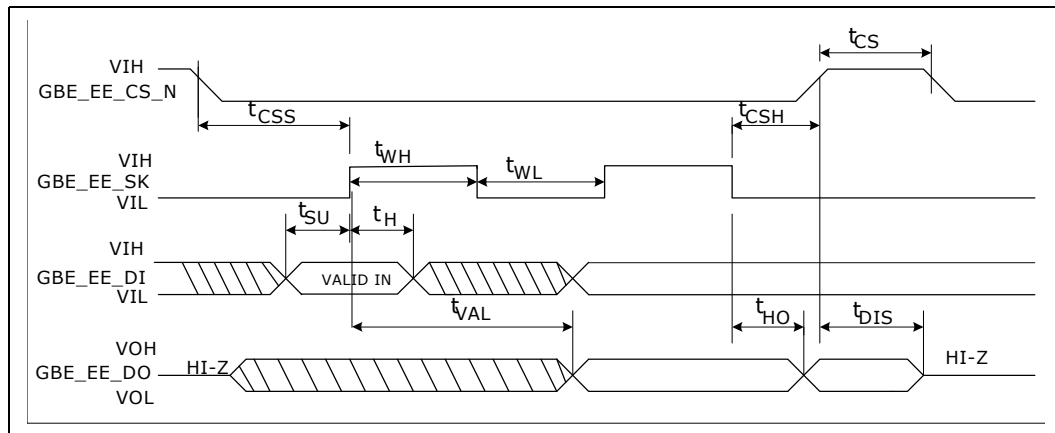 tCS
VIH
GBE_EE_CS_N
tCSS
tCSH
VIH
GBE_EE_SK
VIL
tWH
tWL
tSU
tH
VIH
GBE_EE_DI
VIL
VALID IN
tVAL
tHO
tDIS
VOH
GBE_EE_DO
VOL
HI-Z
HI-Z